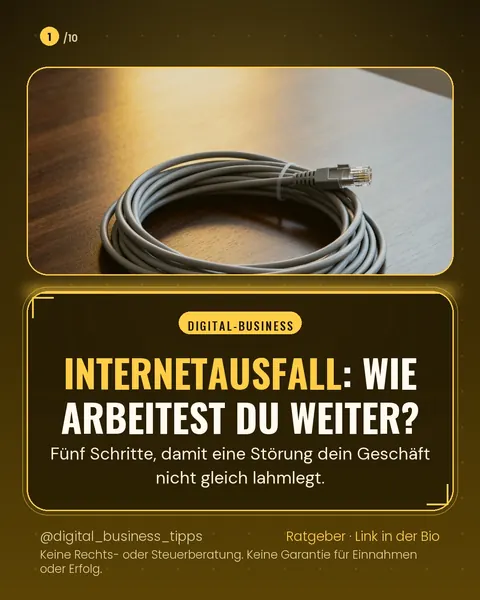 1 /10
DIGITAL-BUSINESS
INTERNETAUSFALL: WIE
ARBEITEST DU WEITER?
Fünf Schritte, damit eine Störung dein Geschäft
nicht gleich lahmlegt.
@digital_business_tipps
Ratgeber · Link in der Bio
Keine Rechts- oder Steuerberatung. Keine Garantie für Einnahmen
oder Erfolg.